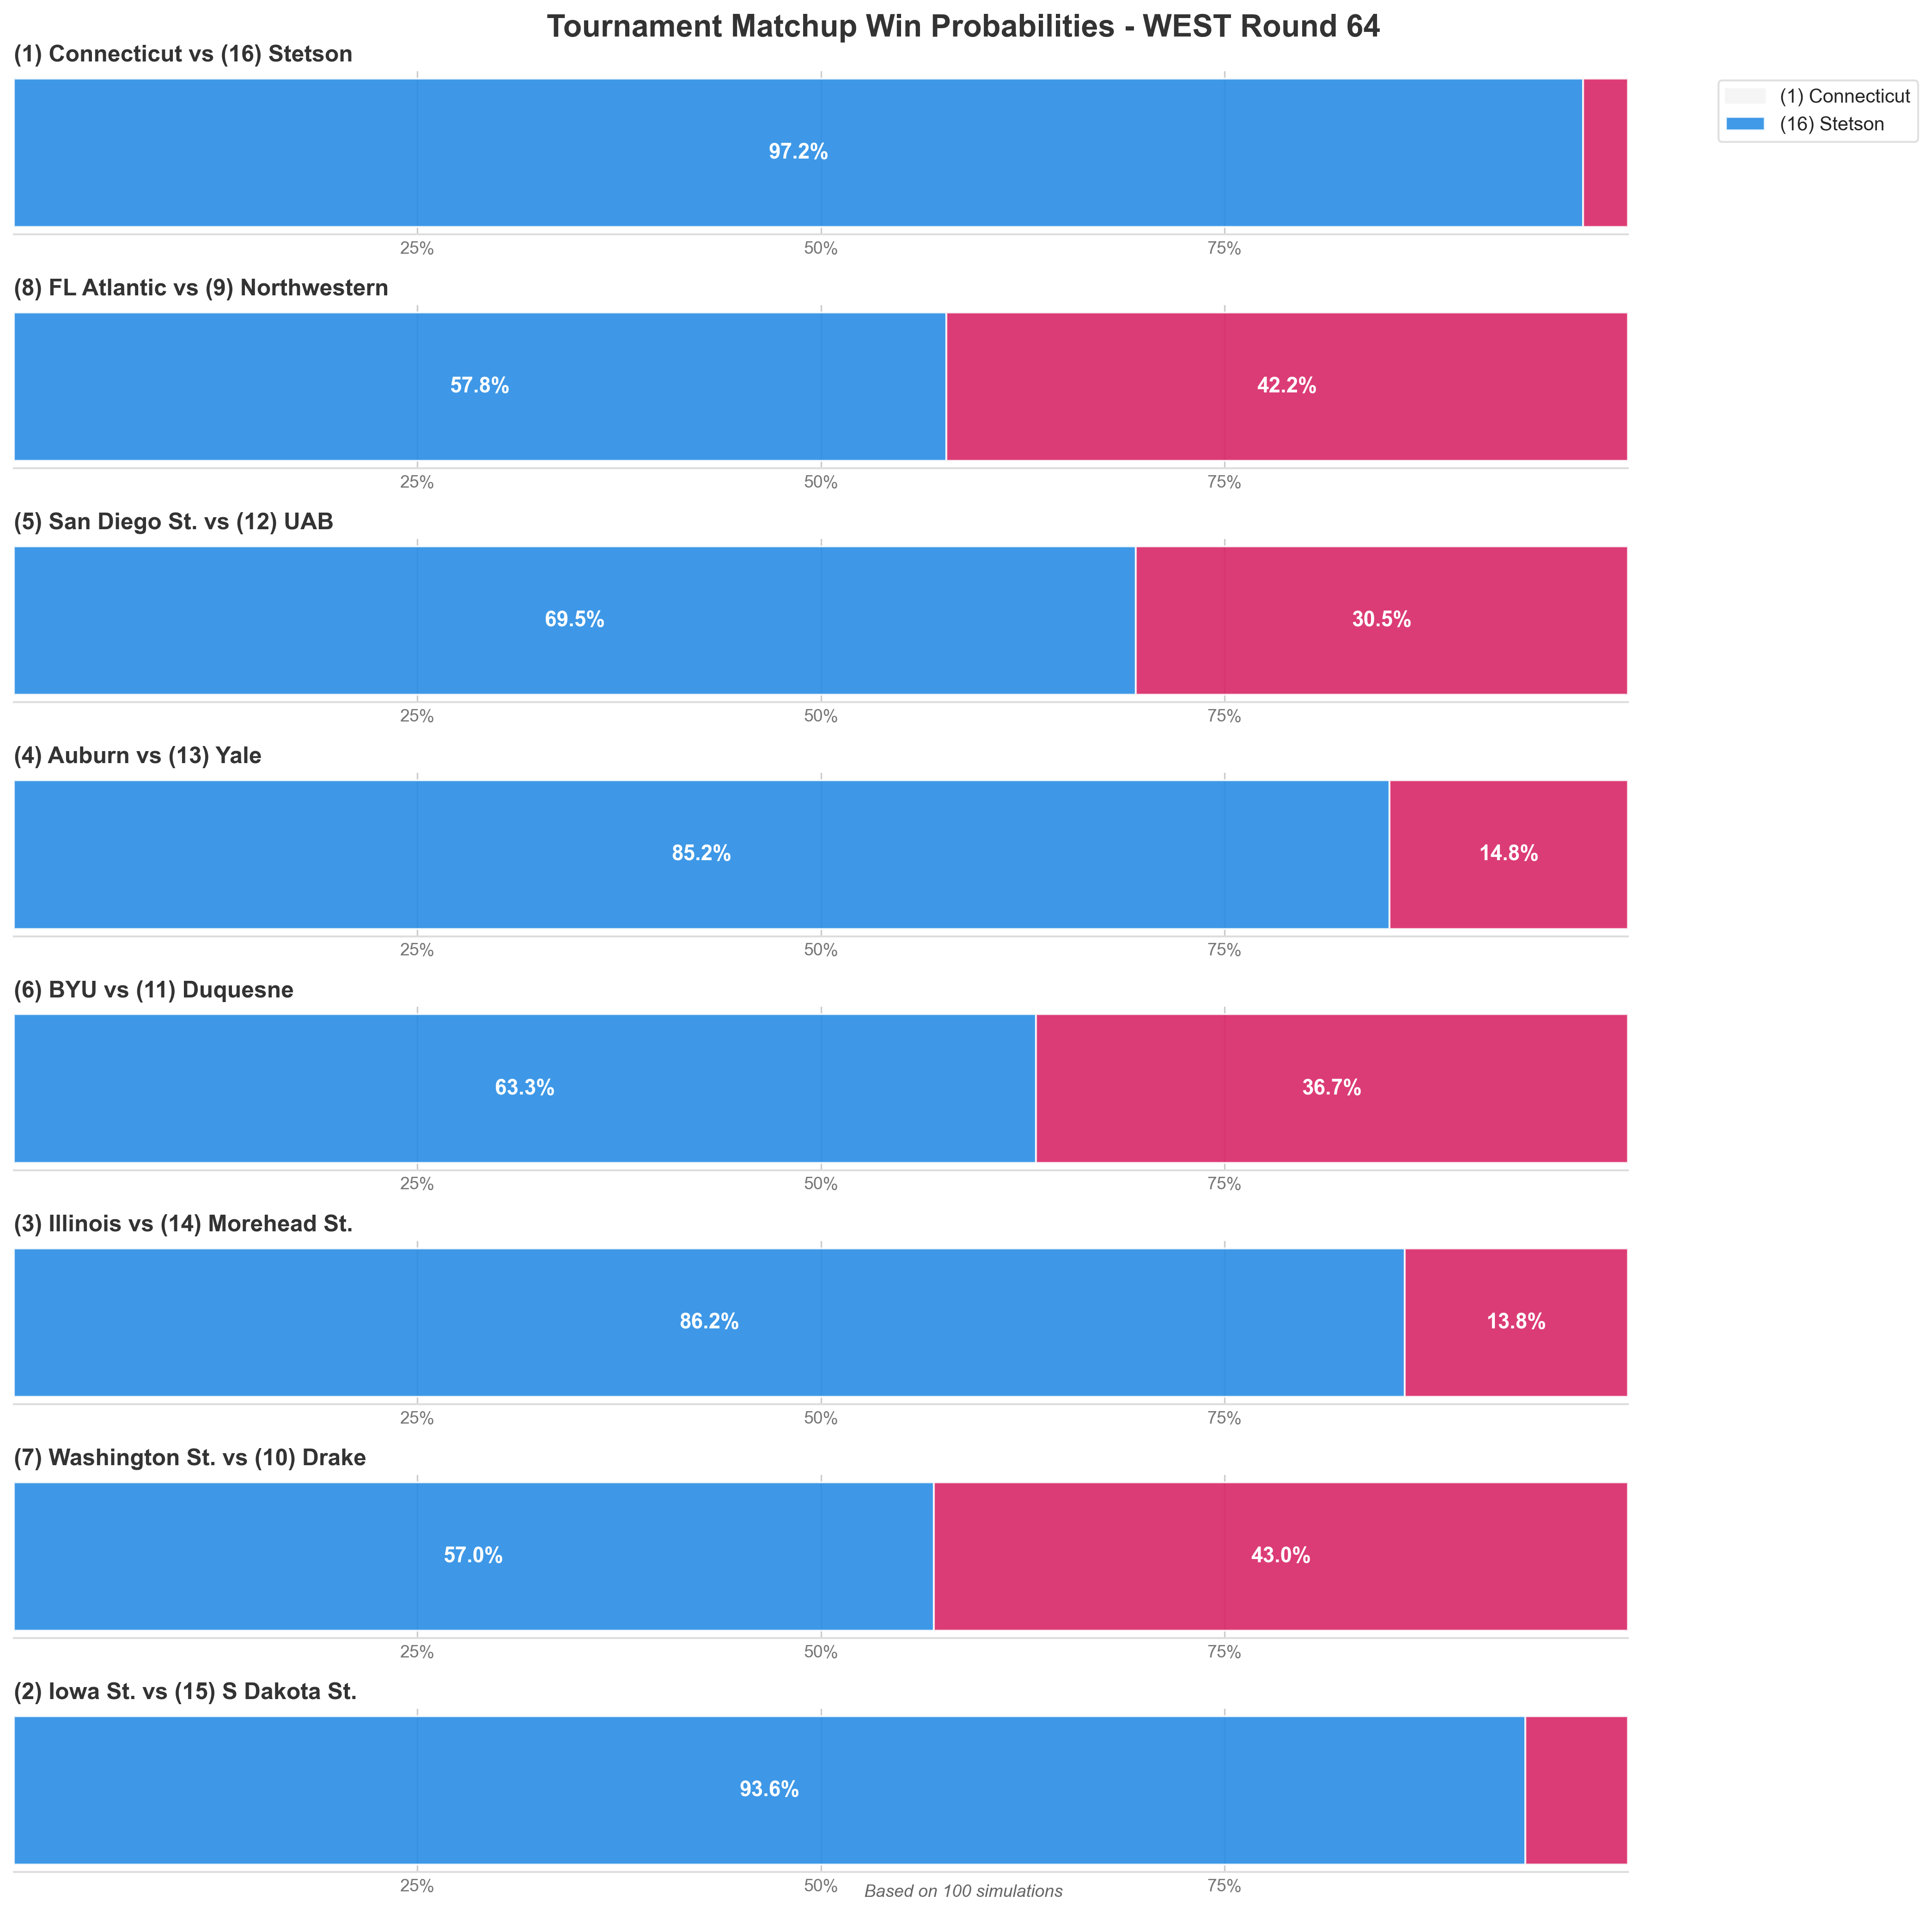 Tournament Matchup Win Probabilities - WEST Round 64
(1) Connecticut vs (16) Stetson
97.2%
25% 50% 75%
(1) Connecticut
(16) Stetson
(8) FL Atlantic vs (9) Northwestern
57.8% 42.2%
25% 50% 75%
(5) San Diego St. vs (12) UAB
69.5% 30.5%
25% 50% 75%
(4) Auburn vs (13) Yale
85.2% 14.8%
25% 50% 75%
(6) BYU vs (11) Duquesne
63.3% 36.7%
25% 50% 75%
(3) Illinois vs (14) Morehead St.
86.2% 13.8%
25% 50% 75%
(7) Washington St. vs (10) Drake
57.0% 43.0%
25% 50% 75%
(2) Iowa St. vs (15) S Dakota St.
93.6%
25% 50% 75%
Based on 100 simulations